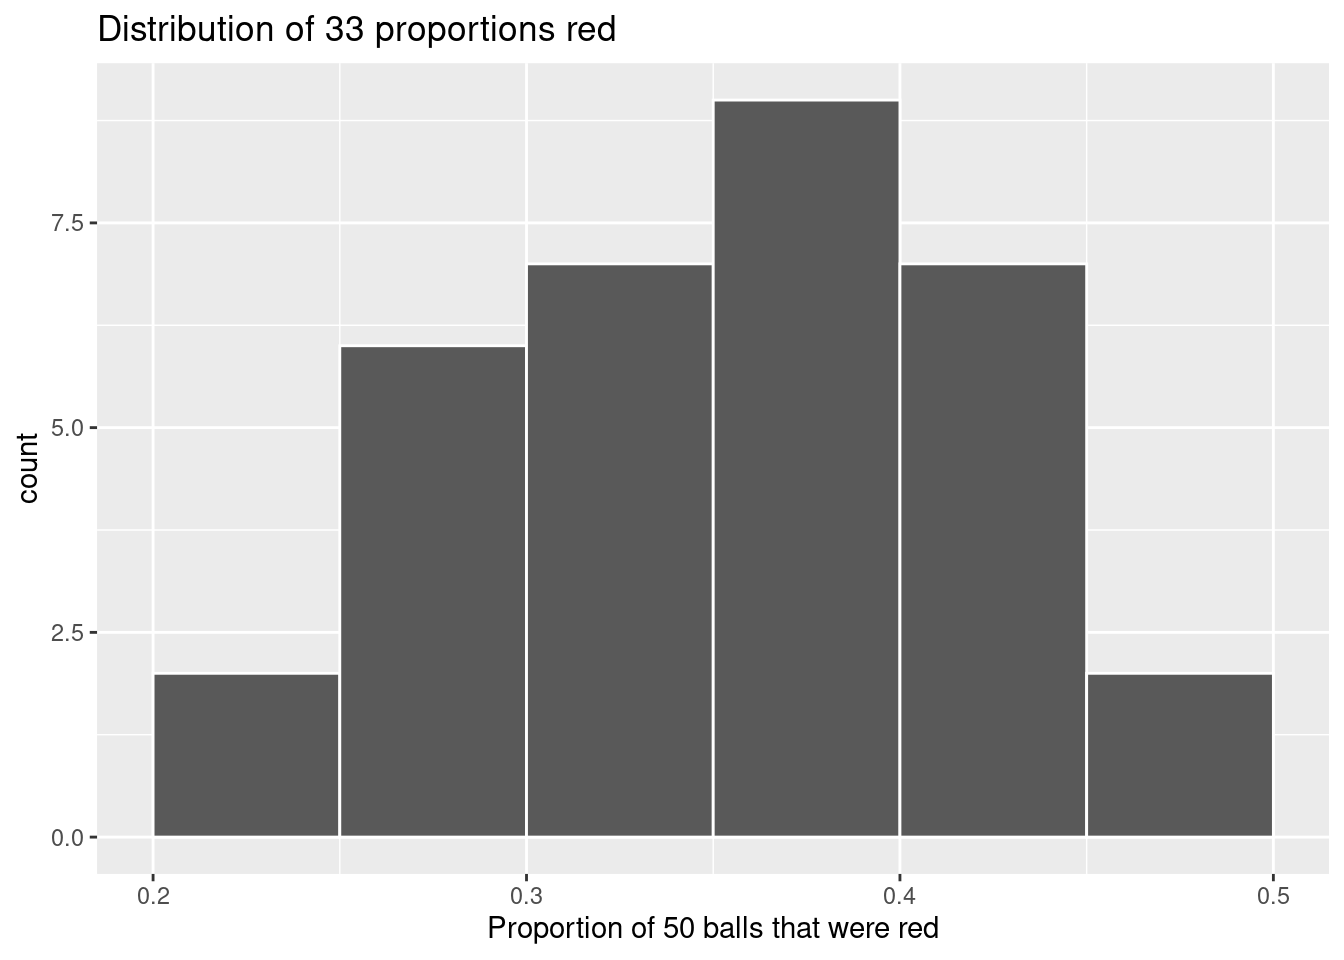 Distribution of 33 proportions red
count
7.5
5.0
2.5
0.0
0.2 0.3 0.4 0.5
Proportion of 50 balls that were red